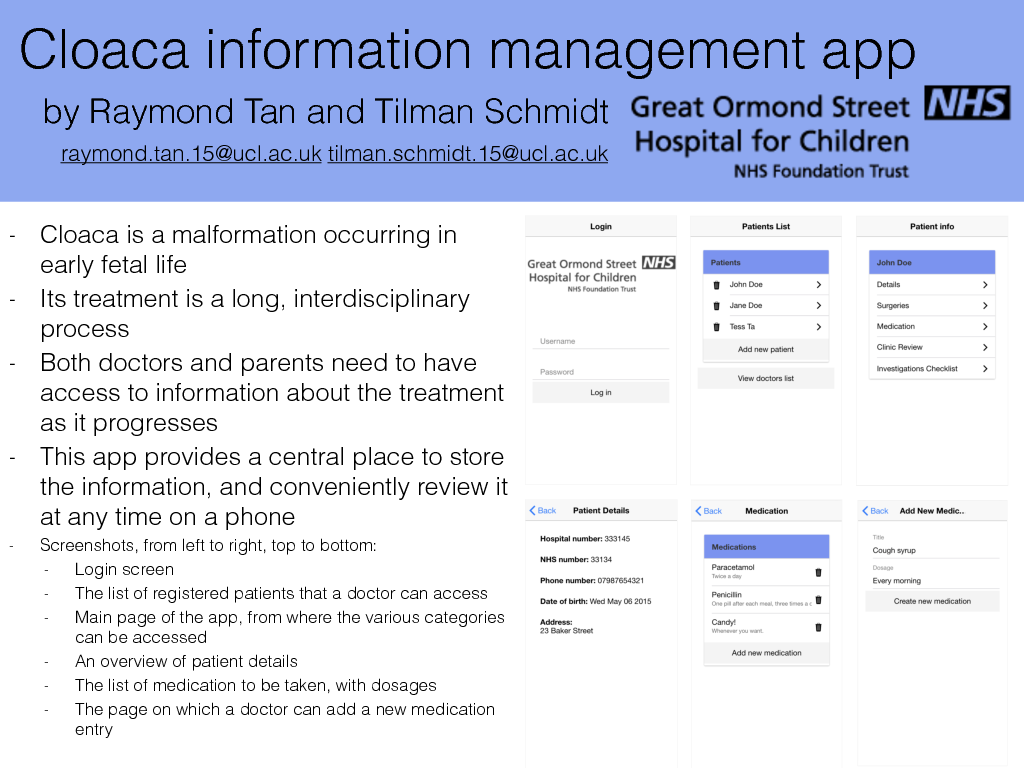 Cloaca information management app
by Raymond Tan and Tilman Schmidt
raymond.tan.15@ucl.ac.uk tilman.schmidt.15@ucl.ac.uk
Great Ormond Street NHS
Hospital for Children
NHS Foundation Trust
- Cloaca is a malformation occurring in
early fetal life
- Its treatment is a long, interdisciplinary
process
- Both doctors and parents need to have
access to information about the treatment
as it progresses
- This app provides a central place to store
the information, and conveniently review it
at any time on a phone
- Screenshots, from left to right, top to bottom:
- Login screen
- The list of registered patients that a doctor can access
- Main page of the app, from where the various categories
can be accessed
- An overview of patient details
- The list of medication to be taken, with dosages
- The page on which a doctor can add a new medication
entry
Login
Great Ormond Street NHS
Hospital for Children
NHS Foundation Trust
Username
Password
Log in
Patients List
Patients
John Doe
Jane Doe
Tess Ta
Add new patient
View doctors list
Patient info
John Doe
Details
Surgeries
Medication
Clinic Review
Investigations Checklist
Back Patient Details
Hospital number: 333145
NHS number: 33134
Phone number: 07987654321
Date of birth: Wed May 06 2015
Address:
23 Baker Street
Back Medication
Medications
Paracetamol
Twice a day
Penicillin
One pill after each meal, three times a c
Candy!
Whenever you want.
Add new medication
Back Add New Medic..
Title
Cough syrup
Dosage
Every morning
Create new medication